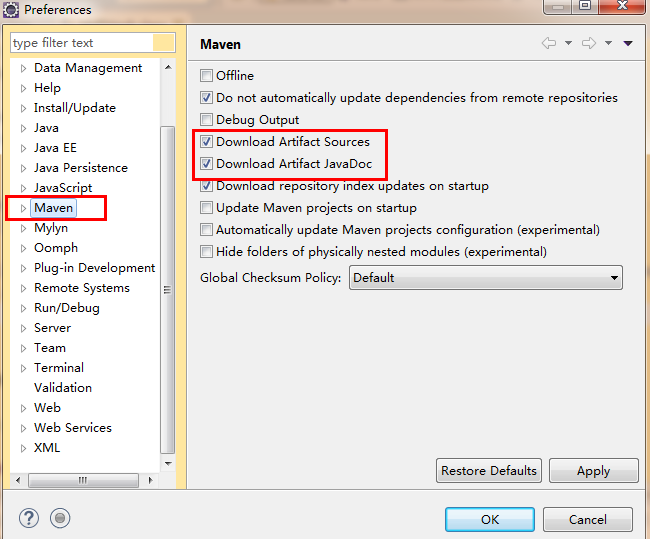 Preferences
type filter text
Data Management
Help
Install/Update
Java
Java EE
Java Persistence
JavaScript
Maven
Mylyn
Oomph
Plug-in Development
Remote Systems
Run/Debug
Server
Team
Terminal
Validation
Web
Web Services
XML
Maven
Offline
Do not automatically update dependencies from remote repositories
Debug Output
Download Artifact Sources
Download Artifact JavaDoc
Download repository index updates on startup
Update Maven projects on startup
Automatically update Maven projects configuration (experimental)
Hide folders of physically nested modules (experimental)
Global Checksum Policy: Default
Restore Defaults Apply
? OK Cancel